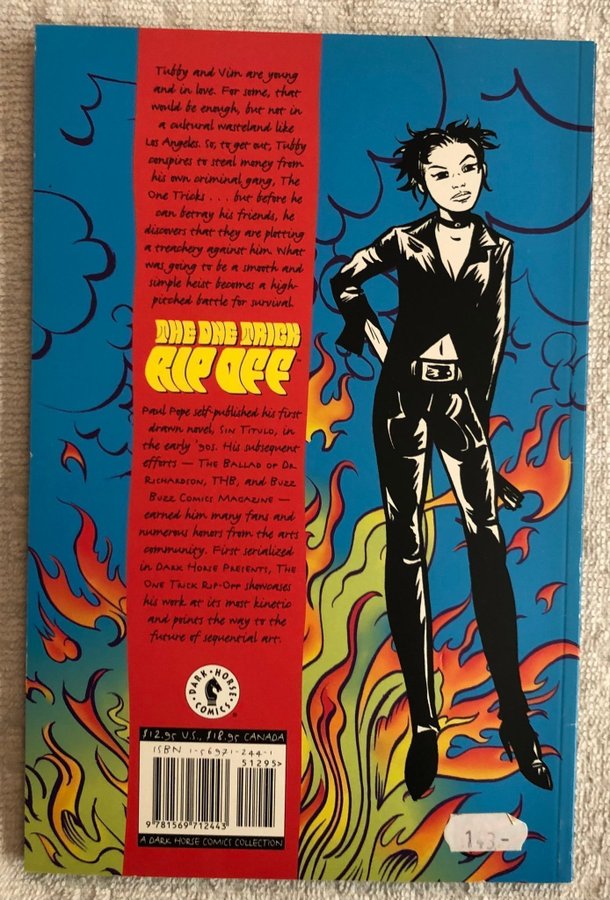 Tubby and Vim are young
and in love. For some, that
would be enough, but not in
a cultural wasteland like
Los Angeles. So, to get out, Tubby
conspires to steal money from
his own criminal gang, The
One Tricks . . . but before he
can betray his friends, he
discovers that they are plotting
a treachery against him. What
was going to be a smooth and
simple heist becomes a high-
pitched battle for survival.
THE ONE TRICK
RIP OFF™
Paul Pope self-published his first
drawn novel, SIN TITULO, in
the early '90s. His subsequent
efforts — THE BALLAD OF DR.
RICHARDSON, THB, and BUZZ
BUZZ COMICS MAGAZINE —
earned him many fans and
numerous honors from the arts
community. First serialized
in DARK HORSE PRESENTS, THE
ONE TRICK RIP-OFF showcases
his work at its most kinetic
and points the way to the
future of sequential art.
DARK HORSE COMICS®
$12.95 U.S., $18.95 CANADA
ISBN 1-56971-244-1
51295>
9 781569 712443
A DARK HORSE COMICS COLLECTION
143-